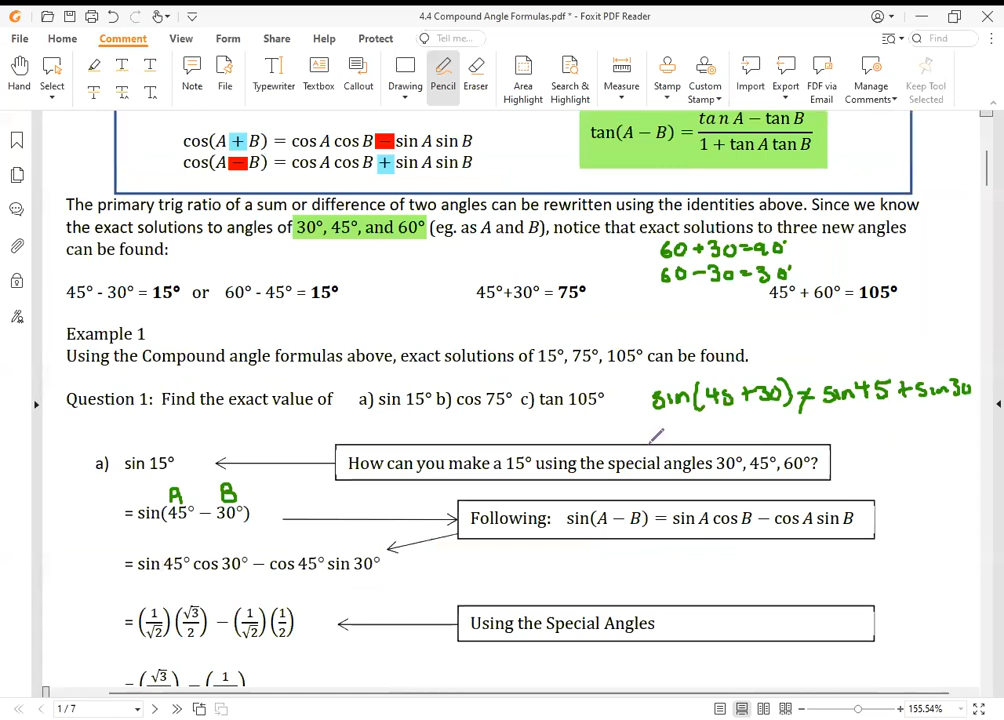 4.4 Compound Angle Formulas.pdf * - Foxit PDF Reader
File Home Comment View Form Share Help Protect Tell me... Find
Hand Select Note File Typewriter Textbox Callout Drawing Pencil Eraser Area Highlight Search & Highlight Measure Stamp Custom Stamp Import Export FDF via Email Manage Comments Keep Tool Selected
cos(A + B) = cos A cos B − sin A sin B
cos(A − B) = cos A cos B + sin A sin B
tan(A − B) = (tan A − tan B)/(1 + tan A tan B)
The primary trig ratio of a sum or difference of two angles can be rewritten using the identities above. Since we know
the exact solutions to angles of 30°, 45°, and 60° (eg. as A and B), notice that exact solutions to three new angles
can be found:
60+30=90°
60-30=30°
45° - 30° = 15° or 60° - 45° = 15° 45°+30° = 75° 45° + 60° = 105°
Example 1
Using the Compound angle formulas above, exact solutions of 15°, 75°, 105° can be found.
Question 1: Find the exact value of a) sin 15° b) cos 75° c) tan 105°
sin(45+30) ≠ sin45+sin30
a) sin 15° How can you make a 15° using the special angles 30°, 45°, 60°?
A B
= sin(45° − 30°) Following: sin(A − B) = sin A cos B − cos A sin B
= sin 45° cos 30° − cos 45° sin 30°
= (1/√2)(√3/2) − (1/√2)(1/2) Using the Special Angles
= (√3 ) − (1 )
1 / 7 155.54%